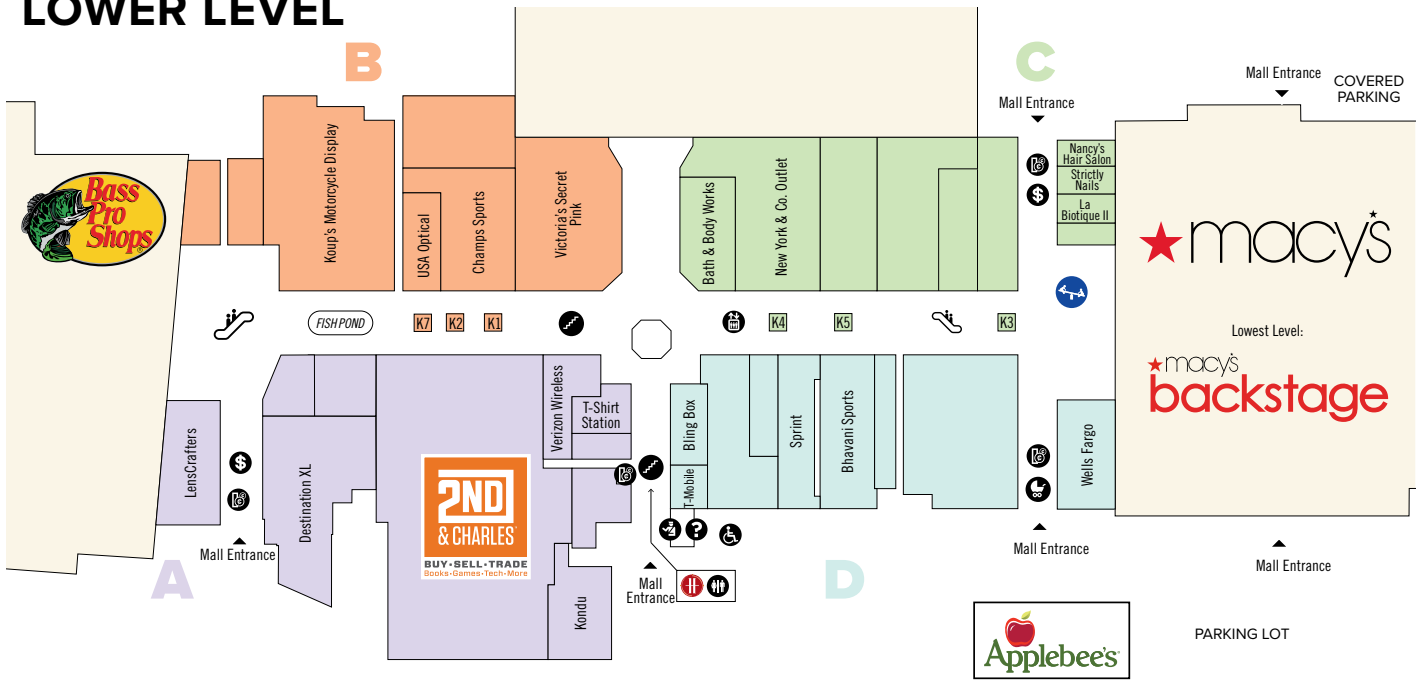 LOWER LEVEL
B
C
Mall Entrance
COVERED
PARKING
Mall Entrance
Bass
Pro
Shops
Koup's Motorcycle Display
USA Optical
Champs Sports
Victoria's Secret
Pink
Bath & Body Works
New York & Co. Outlet
Nancy's
Hair Salon
Strictly
Nails
La
Biotique II
$
macy's
FISH POND
K7
K2
K1
K4
K5
K3
Lowest Level:
macy's
backstage
LensCrafters
$
Destination XL
2ND
& CHARLES
BUY•SELL•TRADE
Books•Games•Tech•More
Verizon Wireless
T-Shirt
Station
Bling Box
T-Mobile
Sprint
Bhavani Sports
Wells Fargo
?
Mall Entrance
Mall Entrance
Mall Entrance
A
Mall
Entrance
Kondu
D
Applebee's
PARKING LOT